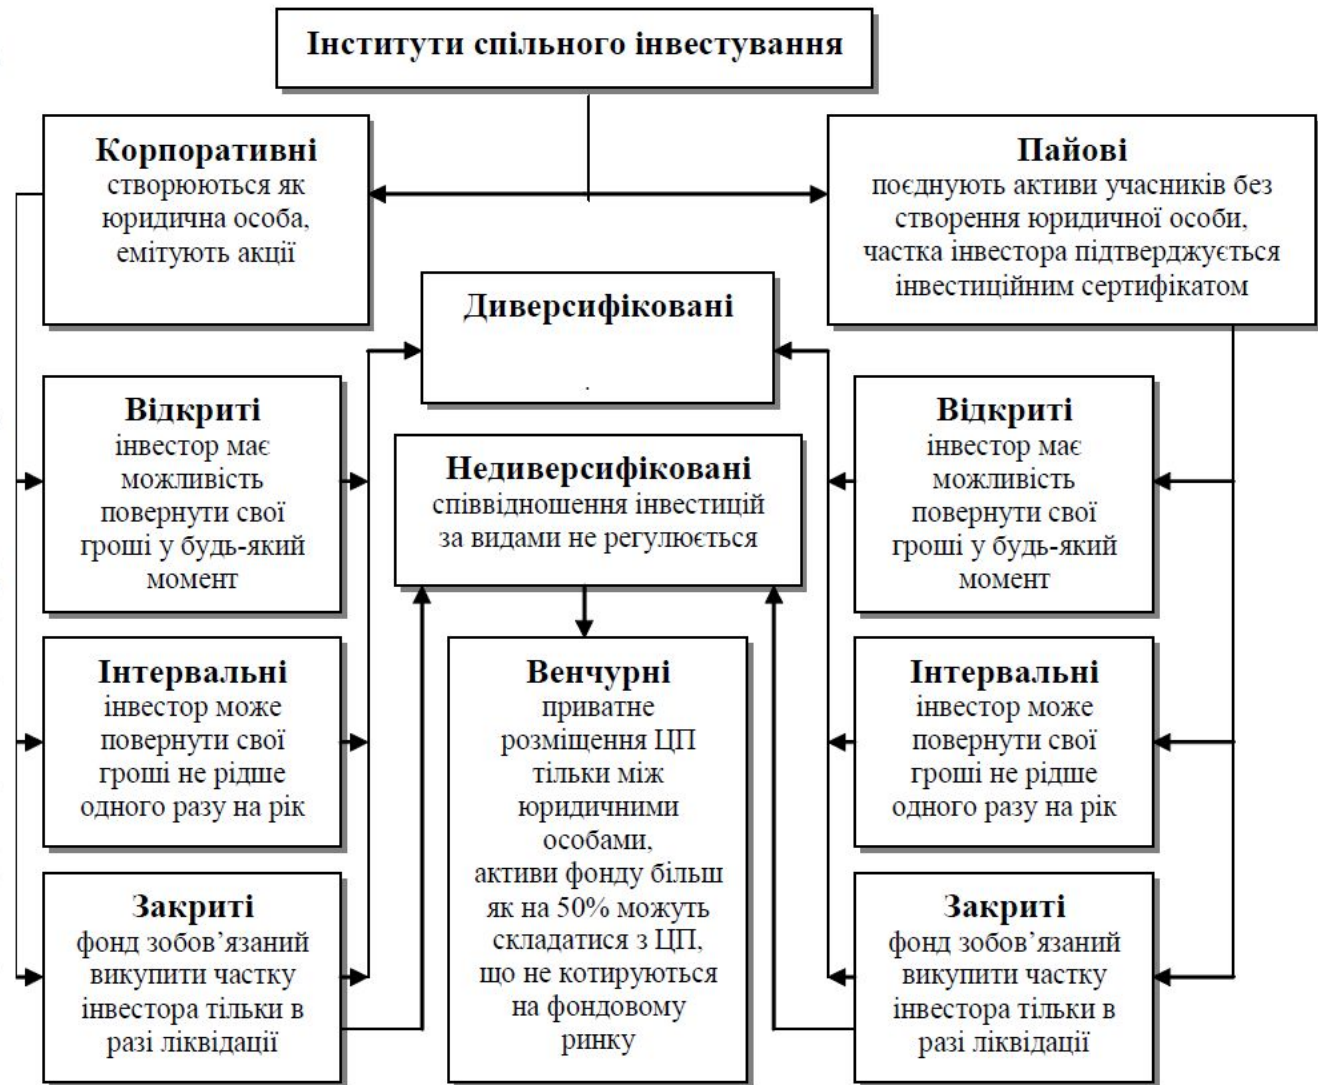 Інститути спільного інвестування
Корпоративні
створюються як
юридична особа,
емітують акції
Пайові
поєднують активи учасників без
створення юридичної особи,
частка інвестора підтверджується
інвестиційним сертифікатом
Диверсифіковані
.
Недиверсифіковані
співвідношення інвестицій
за видами не регулюється
Відкриті
інвестор має
можливість
повернути свої
гроші у будь-який
момент
Відкриті
інвестор має
можливість
повернути свої
гроші у будь-який
момент
Інтервальні
інвестор може
повернути свої
гроші не рідше
одного разу на рік
Венчурні
приватне
розміщення ЦП
тільки між
юридичними
особами,
активи фонду більш
як на 50% можуть
складатися з ЦП,
що не котируються
на фондовому
ринку
Інтервальні
інвестор може
повернути свої
гроші не рідше
одного разу на рік
Закриті
фонд зобов’язаний
викупити частку
інвестора тільки в
разі ліквідації
Закриті
фонд зобов’язаний
викупити частку
інвестора тільки в
разі ліквідації